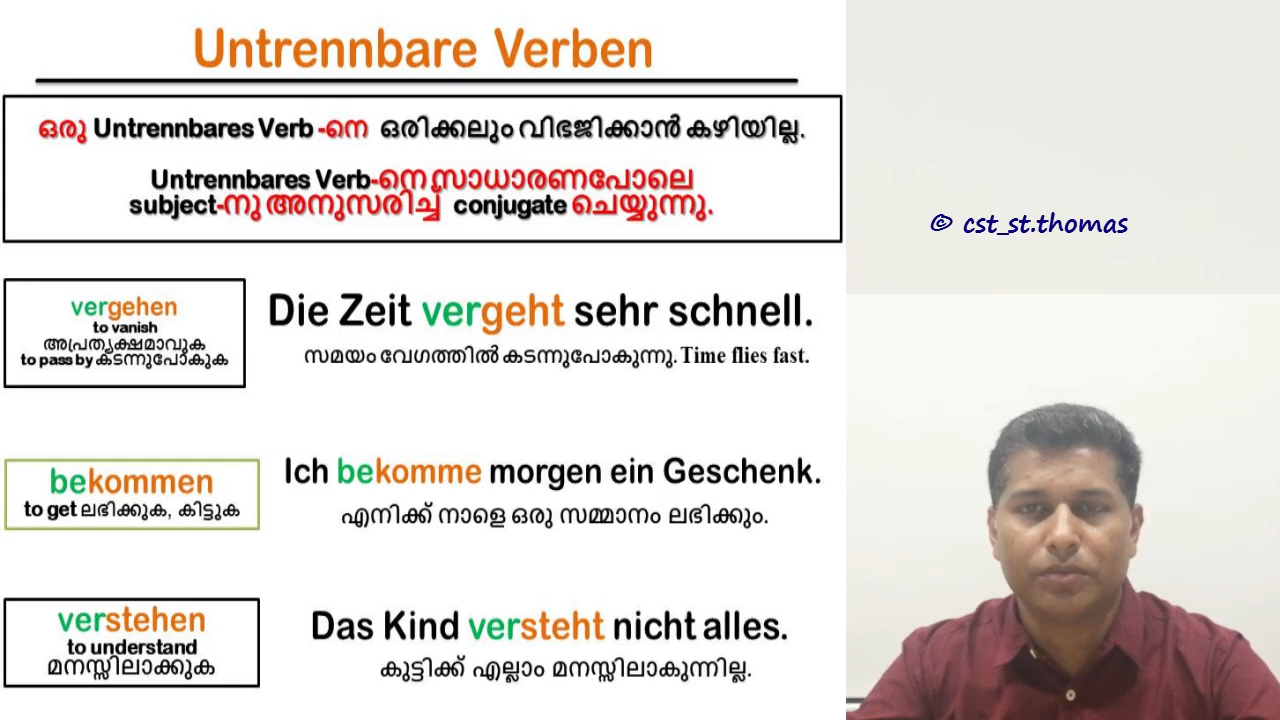 Untrennbare Verben
ഒരു Untrennbares Verb -നെ ഒരിക്കലും വിഭജിക്കാൻ കഴിയില്ല.
Untrennbares Verb-നെ സാധാരണപോലെ
subject-നു അനുസരിച്ച് conjugate ചെയ്യുന്നു.
© cst_st.thomas
vergehen
to vanish
അപ്രത്യക്ഷമാവുക
to pass by കടന്നുപോകുക
Die Zeit vergeht sehr schnell.
സമയം വേഗത്തിൽ കടന്നുപോകുന്നു. Time flies fast.
bekommen
to get ലഭിക്കുക, കിട്ടുക
Ich bekomme morgen ein Geschenk.
എനിക്ക് നാളെ ഒരു സമ്മാനം ലഭിക്കും.
verstehen
to understand
മനസ്സിലാക്കുക
Das Kind versteht nicht alles.
കുട്ടിക്ക് എല്ലാം മനസ്സിലാകുന്നില്ല.